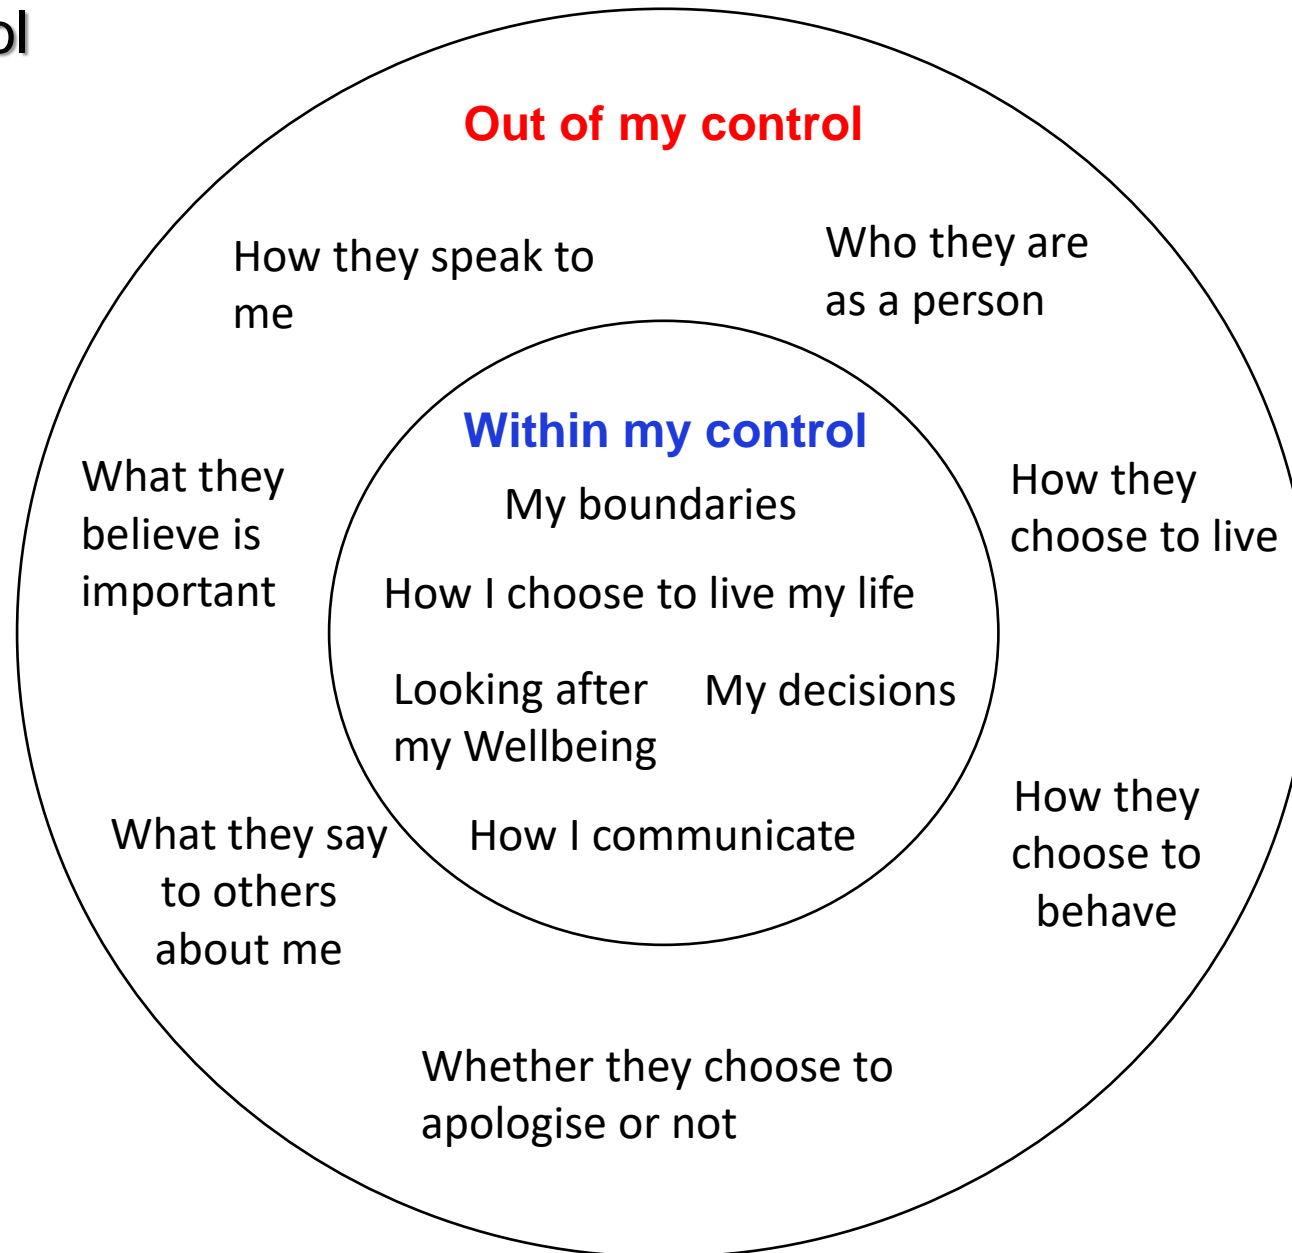 ol
Out of my control
How they speak to
me
Who they are
as a person
Within my control
My boundaries
What they
believe is
important
How they
choose to live
How I choose to live my life
Looking after
my Wellbeing
My decisions
How I communicate
What they say
to others
about me
How they
choose to
behave
Whether they choose to
apologise or not